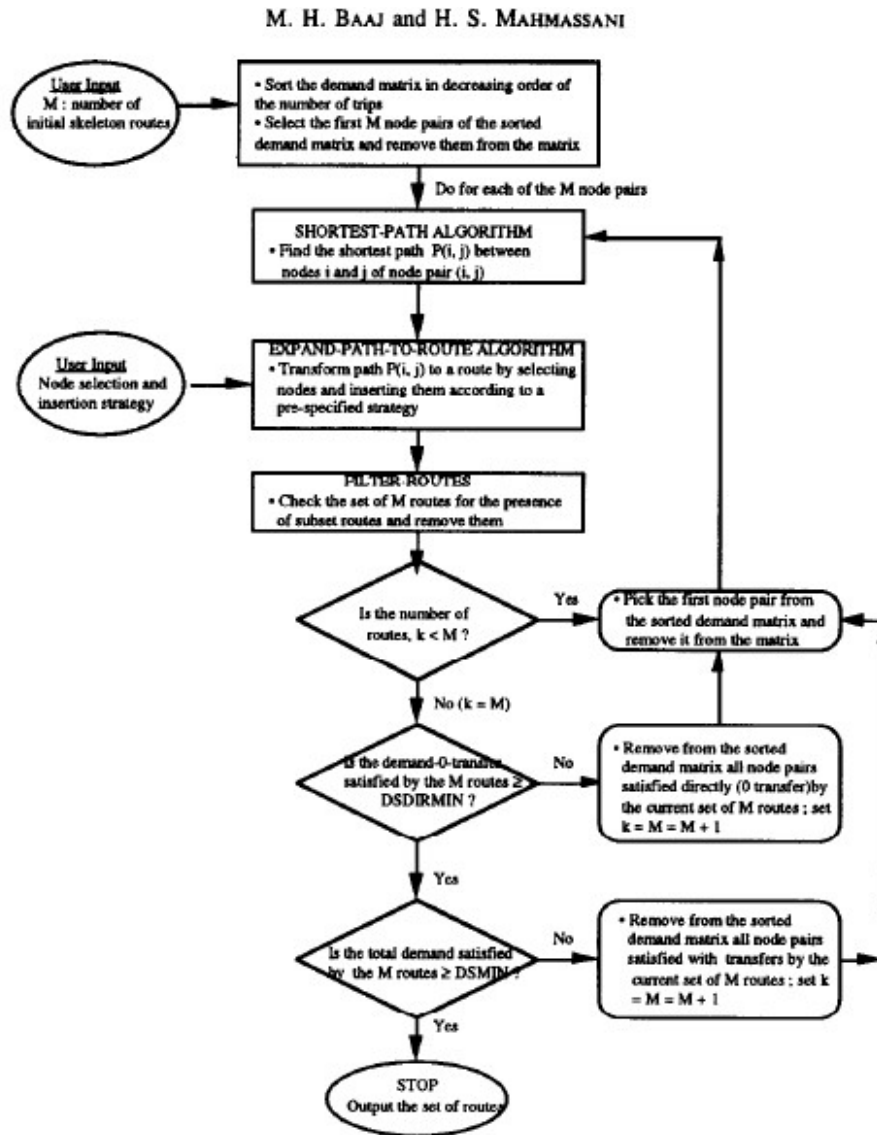 M. H. BAAJ and H. S. MAHMASSANI
User Input
M : number of
initial skeleton routes
• Sort the demand matrix in decreasing order of
the number of trips
• Select the first M node pairs of the sorted
demand matrix and remove them from the matrix
Do for each of the M node pairs
SHORTEST-PATH ALGORITHM
• Find the shortest path P(i, j) between
nodes i and j of node pair (i, j)
User Input
Node selection and
insertion strategy
EXPAND-PATH-TO-ROUTE ALGORITHM
• Transform path P(i, j) to a route by selecting
nodes and inserting them according to a
pre-specified strategy
FILTER-ROUTES
• Check the set of M routes for the presence
of subset routes and remove them
Is the number of
routes, k < M ?
Yes
• Pick the first node pair from
the sorted demand matrix and
remove it from the matrix
No (k = M)
Is the demand-0-transfer
satisfied by the M routes ≥
DSDIRMIN ?
No
• Remove from the sorted
demand matrix all node pairs
satisfied directly (0 transfer)by
the current set of M routes ; set
k = M = M + 1
Yes
Is the total demand satisfied
by the M routes ≥ DSMIN ?
No
• Remove from the sorted
demand matrix all node pairs
satisfied with transfers by the
current set of M routes ; set k
= M = M + 1
Yes
STOP
Output the set of routes